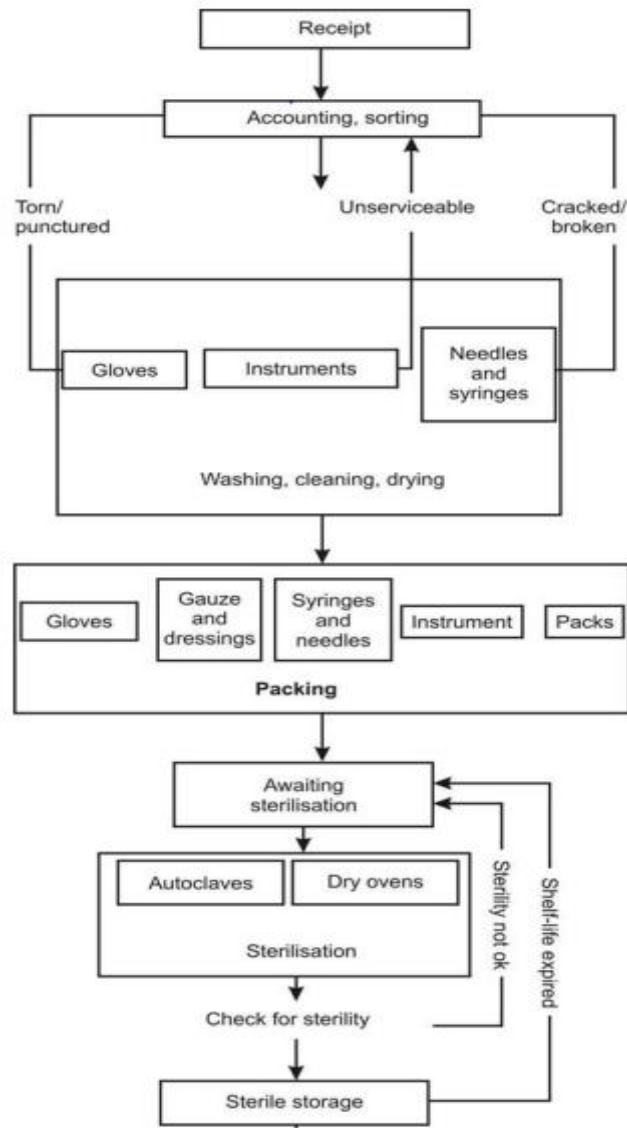 Receipt
Accounting, sorting
Torn/
punctured
Unserviceable
Cracked/
broken
Gloves
Instruments
Needles
and
syringes
Washing, cleaning, drying
Gloves
Gauze
and
dressings
Syringes
and
needles
Instrument
Packs
Packing
Awaiting
sterilisation
Autoclaves
Dry ovens
Sterilisation
Sterility not ok
Shelf-life expired
Check for sterility
Sterile storage